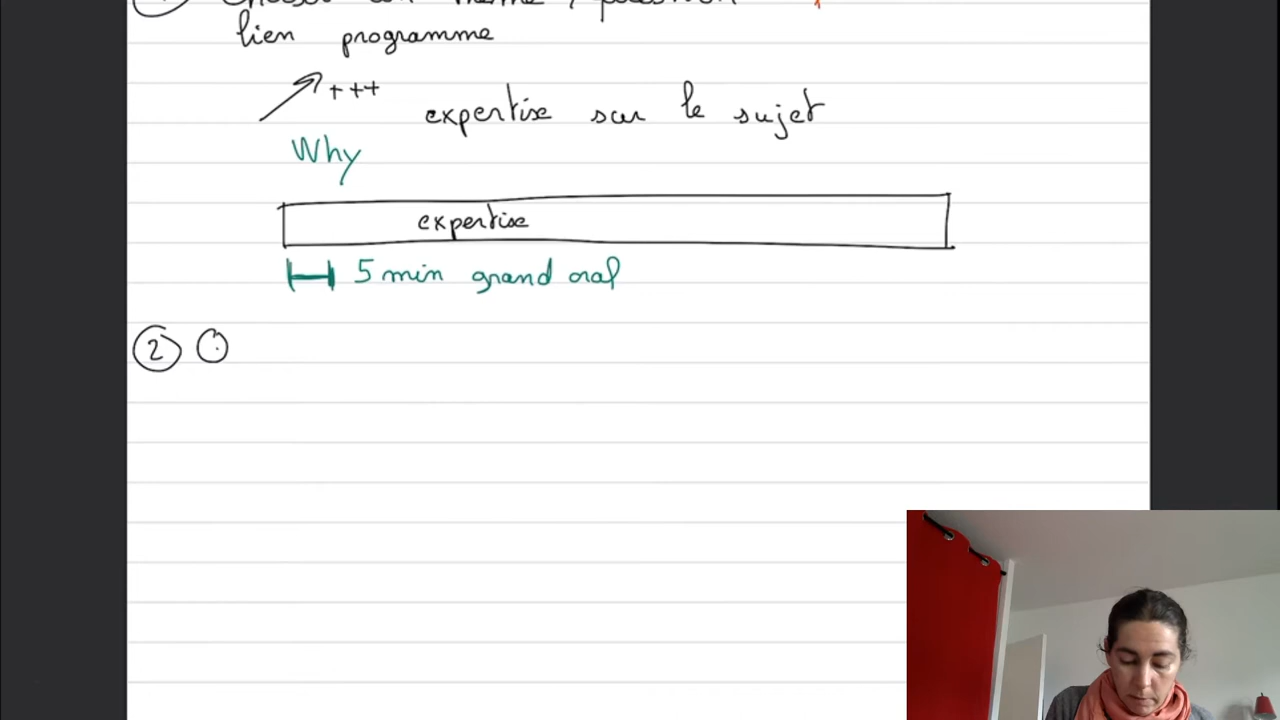 lien programme
+++
expertise sur le sujet
Why
expertise
5 min grand oral
2